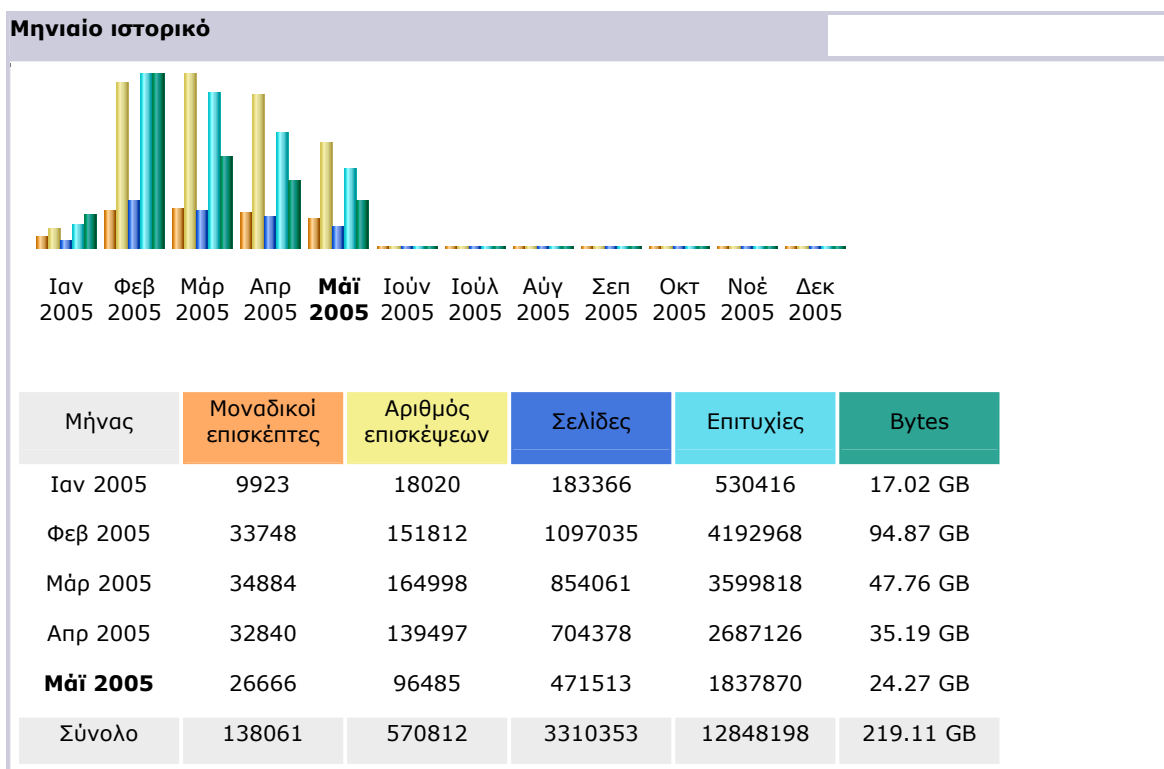 Μηνιαίο ιστορικό
Ιαν Φεβ Μάρ Απρ Μάϊ Ιούν Ιούλ Αύγ Σεπ Οκτ Νοέ Δεκ
2005 2005 2005 2005 2005 2005 2005 2005 2005 2005 2005 2005
Μήνας Μοναδικοί επισκέπτες Αριθμός επισκέψεων Σελίδες Επιτυχίες Bytes
Ιαν 2005 9923 18020 183366 530416 17.02 GB
Φεβ 2005 33748 151812 1097035 4192968 94.87 GB
Μάρ 2005 34884 164998 854061 3599818 47.76 GB
Απρ 2005 32840 139497 704378 2687126 35.19 GB
Μάϊ 2005 26666 96485 471513 1837870 24.27 GB
Σύνολο 138061 570812 3310353 12848198 219.11 GB